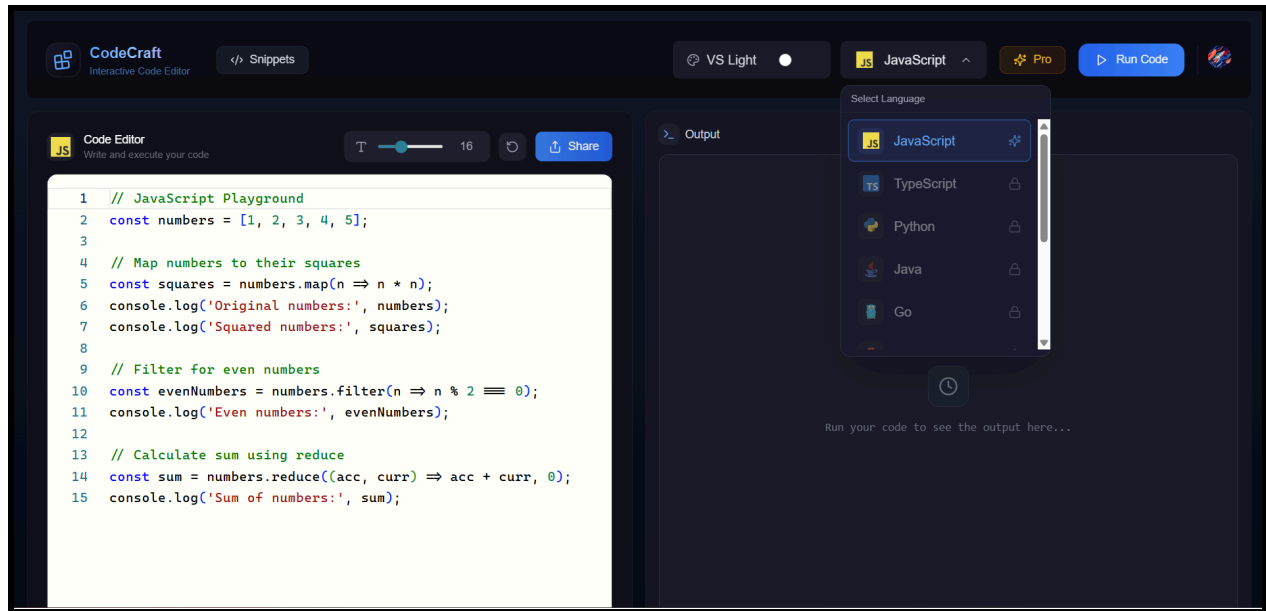 CodeCraft
Interactive Code Editor
</> Snippets
VS Light
JS JavaScript
Pro
Run Code
JS
Code Editor
Write and execute your code
T 16
Share
1 // JavaScript Playground
2 const numbers = [1, 2, 3, 4, 5];
3
4 // Map numbers to their squares
5 const squares = numbers.map(n => n * n);
6 console.log('Original numbers:', numbers);
7 console.log('Squared numbers:', squares);
8
9 // Filter for even numbers
10 const evenNumbers = numbers.filter(n => n % 2 === 0);
11 console.log('Even numbers:', evenNumbers);
12
13 // Calculate sum using reduce
14 const sum = numbers.reduce((acc, curr) => acc + curr, 0);
15 console.log('Sum of numbers:', sum);
>_ Output
Select Language
JS JavaScript
TS TypeScript
Python
Java
Go
Run your code to see the output here...